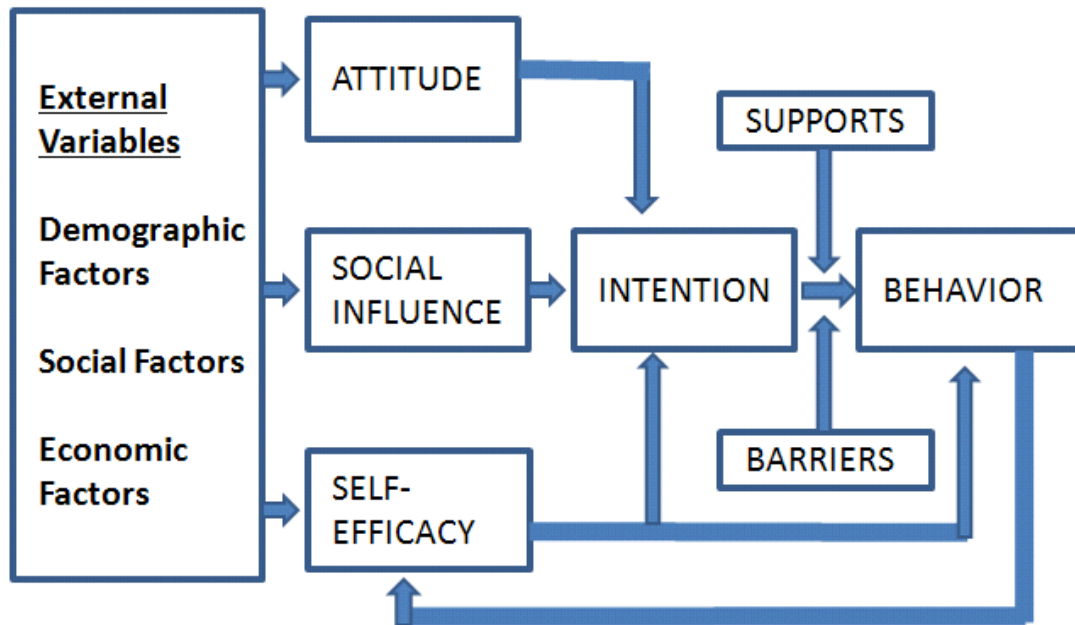 External
Variables
Demographic
Factors
Social Factors
Economic
Factors
ATTITUDE
SOCIAL
INFLUENCE
SELF-
EFFICACY
INTENTION
SUPPORTS
BARRIERS
BEHAVIOR